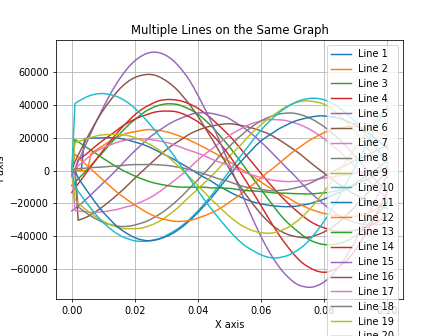 Multiple Lines on the Same Graph
60000
40000
20000
0
−20000
−40000
−60000
0.00
0.02
0.04
0.06
X axis
Line 1
Line 2
Line 3
Line 4
Line 5
Line 6
Line 7
Line 8
Line 9
Line 10
Line 11
Line 12
Line 13
Line 14
Line 15
Line 16
Line 17
Line 18
Line 19
Line 20